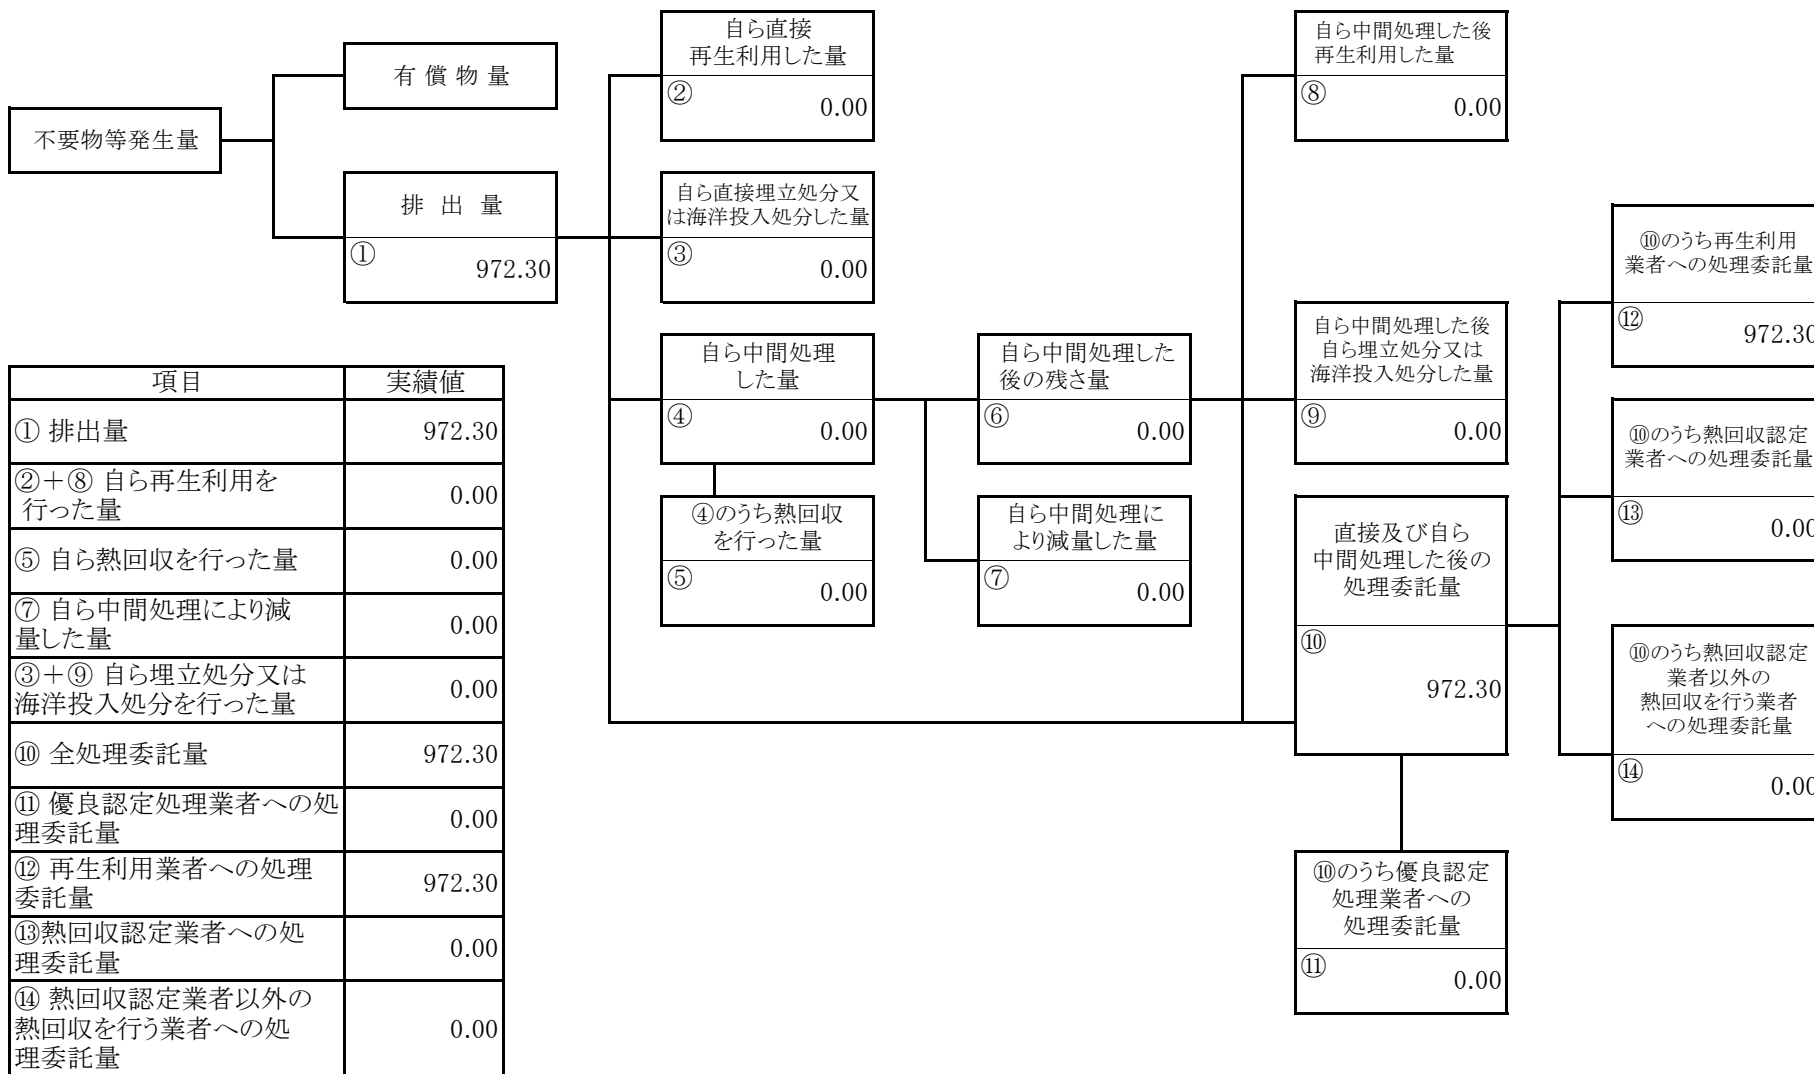 不要物等発生量
有 償 物 量
排 出 量
①
972.30
自ら直接
再生利用した量
②
0.00
自ら直接埋立処分又
は海洋投入処分した量
③
0.00
自ら中間処理
した量
④
0.00
④のうち熱回収
を行った量
⑤
0.00
自ら中間処理した
後の残さ量
⑥
0.00
自ら中間処理に
より減量した量
⑦
0.00
自ら中間処理した後
再生利用した量
⑧
0.00
自ら中間処理した後
自ら埋立処分又は
海洋投入処分した量
⑨
0.00
直接及び自ら
中間処理した後の
処理委託量
⑩
972.30
⑩のうち優良認定
処理業者への
処理委託量
⑪
0.00
⑩のうち再生利用
業者への処理委託量
⑫
972.30
⑩のうち熱回収認定
業者への処理委託量
⑬
0.00
⑩のうち熱回収認定
業者以外の
熱回収を行う業者
への処理委託量
⑭
0.00
項目 実績値
① 排出量 972.30
②＋⑧ 自ら再生利用を
行った量 0.00
⑤ 自ら熱回収を行った量 0.00
⑦ 自ら中間処理により減
量した量 0.00
③＋⑨ 自ら埋立処分又は
海洋投入処分を行った量 0.00
⑩ 全処理委託量 972.30
⑪ 優良認定処理業者への処
理委託量 0.00
⑫ 再生利用業者への処理
委託量 972.30
⑬熱回収認定業者への処
理委託量 0.00
⑭ 熱回収認定業者以外の
熱回収を行う業者への処
理委託量 0.00